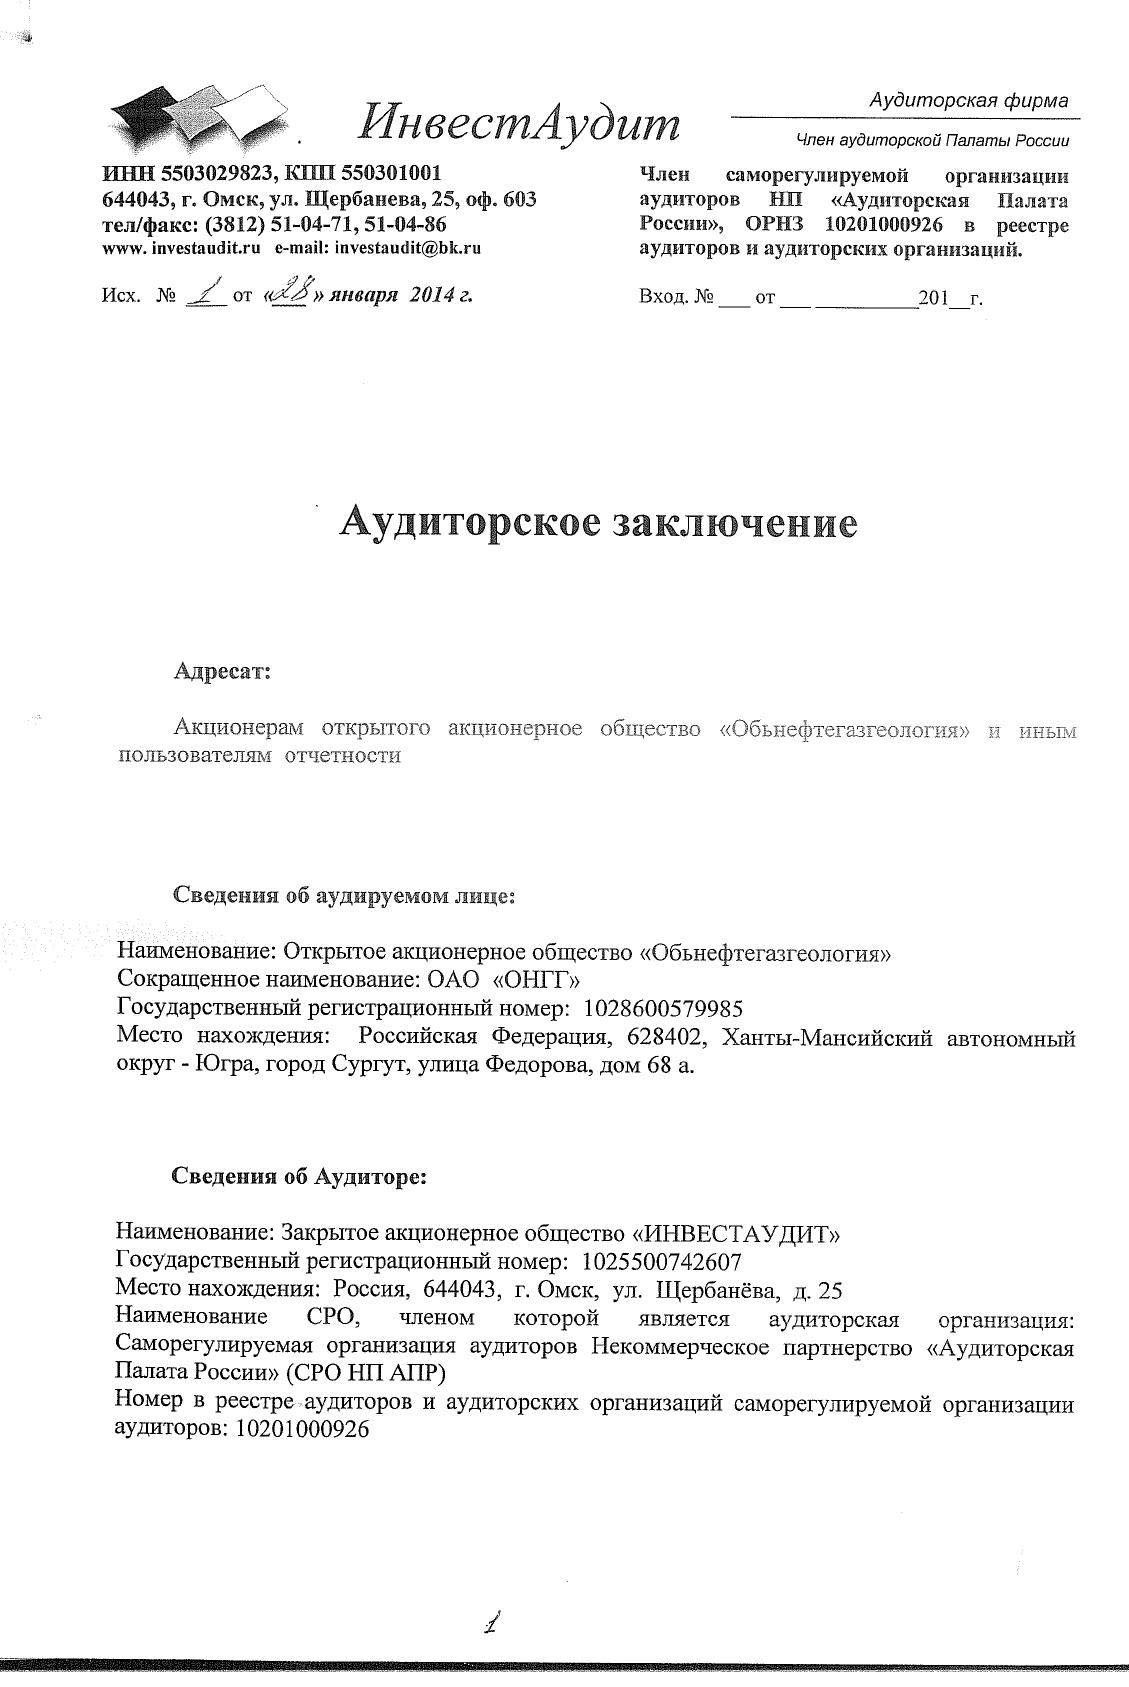 ИнвестАудит
Аудиторская фирма
Член аудиторской Палаты России
ИНН 5503029823, КПП 550301001
644043, г. Омск, ул. Щербанева, 25, оф. 603
тел/факс: (3812) 51-04-71, 51-04-86
www. investaudit.ru e-mail: investaudit@bk.ru
Член саморегулируемой организации
аудиторов НП «Аудиторская Палата
России», ОРНЗ 10201000926 в реестре
аудиторов и аудиторских организаций.
Исх. № 1 от «28» января 2014 г.
Вход. № ___ от ___ __________201__г.
Аудиторское заключение
Адресат:
Акционерам открытого акционерное общество «Обьнефтегазгеология» и иным
пользователям отчетности
Сведения об аудируемом лице:
Наименование: Открытое акционерное общество «Обьнефтегазгеология»
Сокращенное наименование: ОАО «ОНГГ»
Государственный регистрационный номер: 1028600579985
Место нахождения: Российская Федерация, 628402, Ханты-Мансийский автономный
округ - Югра, город Сургут, улица Федорова, дом 68 а.
Сведения об Аудиторе:
Наименование: Закрытое акционерное общество «ИНВЕСТАУДИТ»
Государственный регистрационный номер: 1025500742607
Место нахождения: Россия, 644043, г. Омск, ул. Щербанёва, д. 25
Наименование СРО, членом которой является аудиторская организация:
Саморегулируемая организация аудиторов Некоммерческое партнерство «Аудиторская
Палата России» (СРО НП АПР)
Номер в реестре аудиторов и аудиторских организаций саморегулируемой организации
аудиторов: 10201000926
1